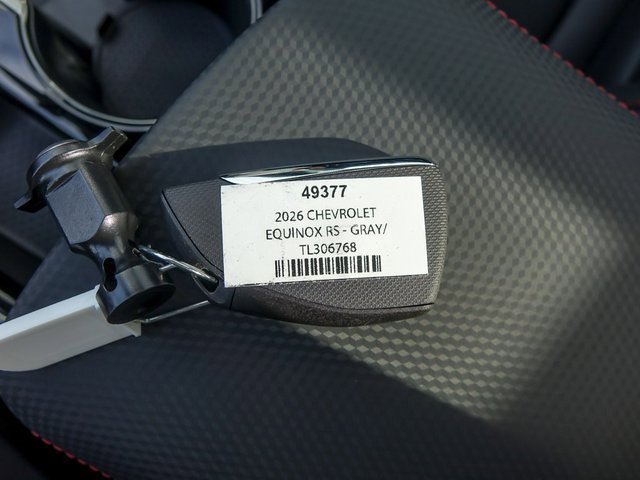 49377
2026 CHEVROLET
EQUINOX RS - GRAY/
TL306768